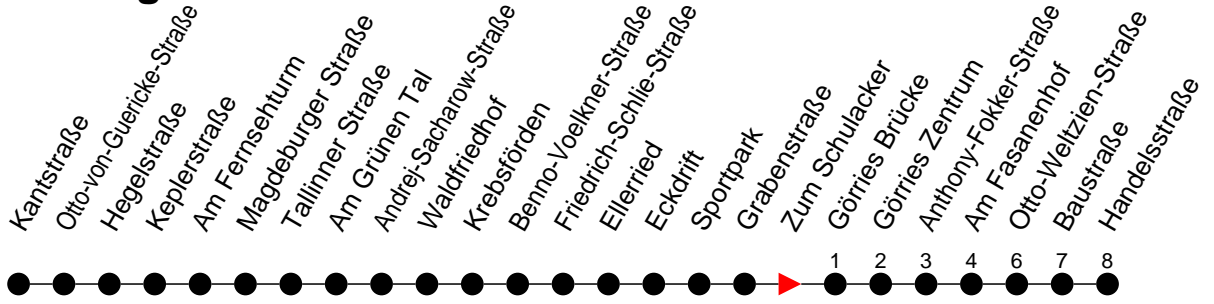 Kantstraße
Otto-von-Guericke-Straße
Hegelstraße
Keplerstraße
Am Fernsehturm
Magdeburger Straße
Tallinner Straße
Am Grünen Tal
Andrej-Sacharow-Straße
Waldfriedhof
Krebsförden
Benno-Voelkner-Straße
Friedrich-Schlie-Straße
Ellerried
Eckdrift
Sportpark
Grabenstraße
Zum Schulacker
Görries Brücke
Görries Zentrum
Anthony-Fokker-Straße
Am Fasanenhof
Otto-Weltzien-Straße
Baustraße
Handelsstraße
1 2 3 4 6 7 8